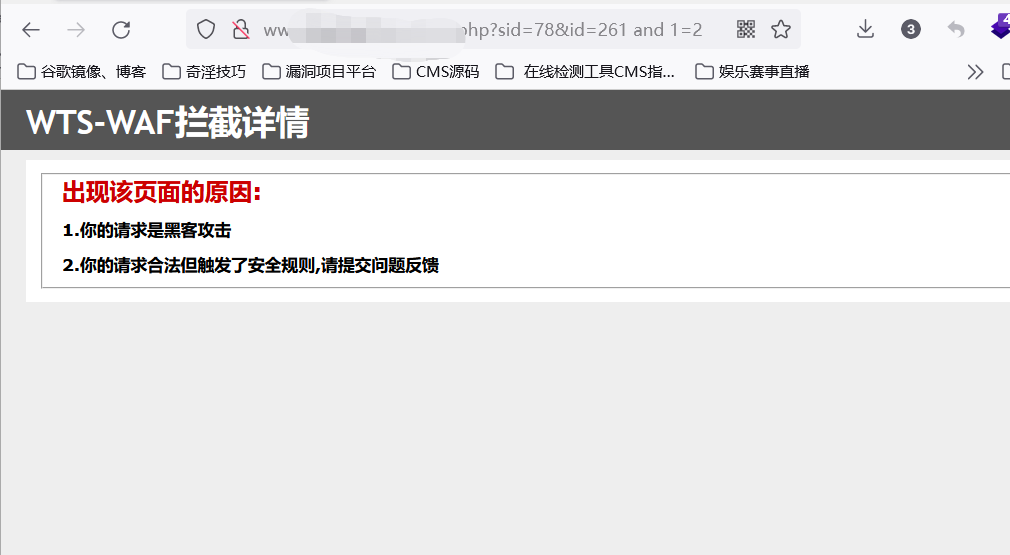 ww
php?sid=78&id=261 and 1=2
3
4
谷歌镜像、博客 奇淫技巧 漏洞项目平台 CMS源码 在线检测工具CMS指... 娱乐赛事直播
WTS-WAF拦截详情
出现该页面的原因:
1.你的请求是黑客攻击
2.你的请求合法但触发了安全规则,请提交问题反馈